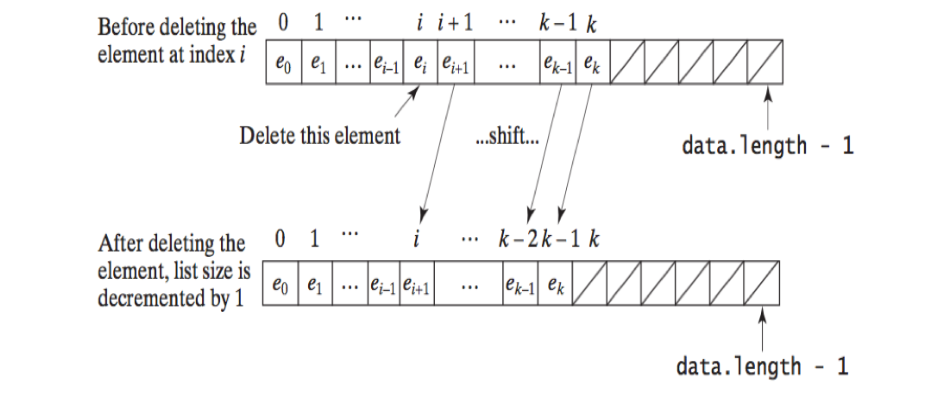 Before deleting the
element at index i
0 1 ... i i+1 ... k–1 k
e0 e1 ... ei–1 ei ei+1 ... ek–1 ek
Delete this element
...shift...
data.length - 1
After deleting the
element, list size is
decremented by 1
0 1 ... i ... k–2 k–1 k
e0 e1 ... ei–1 ei+1 ... ek–1 ek
data.length - 1